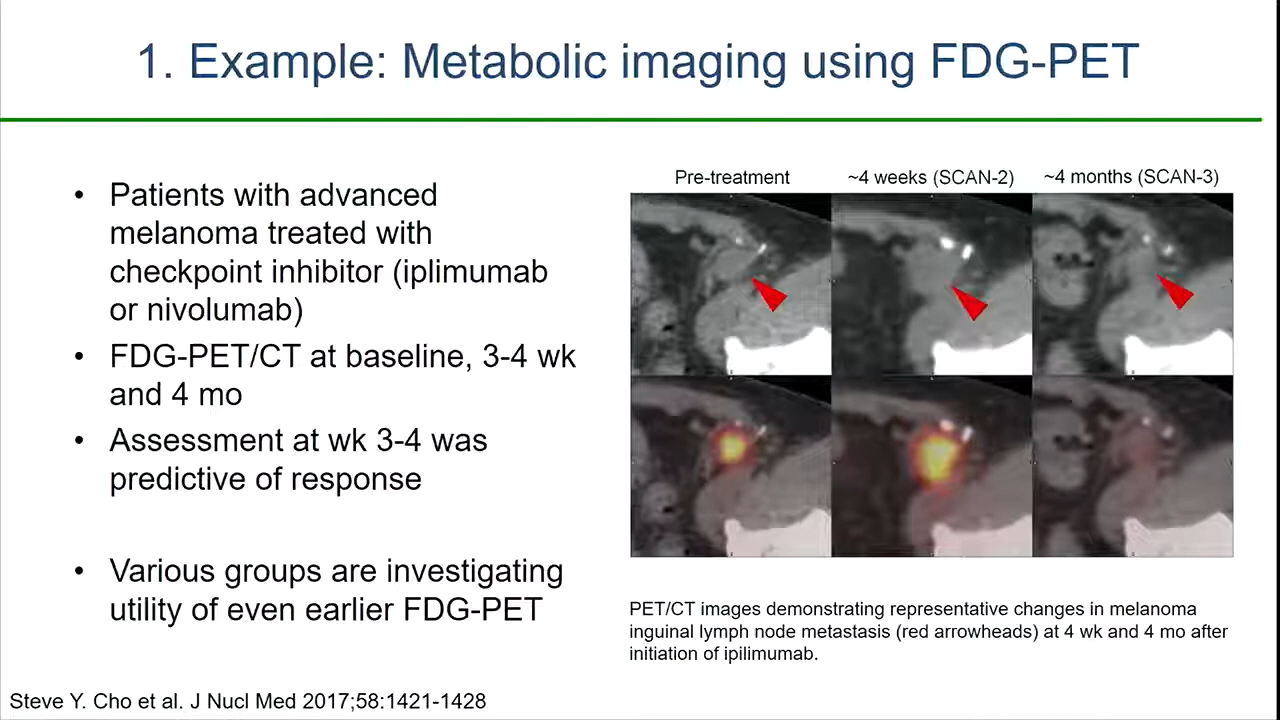 1. Example: Metabolic imaging using FDG-PET
• Patients with advanced
melanoma treated with
checkpoint inhibitor (iplimumab
or nivolumab)
• FDG-PET/CT at baseline, 3-4 wk
and 4 mo
• Assessment at wk 3-4 was
predictive of response
• Various groups are investigating
utility of even earlier FDG-PET
Pre-treatment
~4 weeks (SCAN-2)
~4 months (SCAN-3)
PET/CT images demonstrating representative changes in melanoma
inguinal lymph node metastasis (red arrowheads) at 4 wk and 4 mo after
initiation of ipilimumab.
Steve Y. Cho et al. J Nucl Med 2017;58:1421-1428